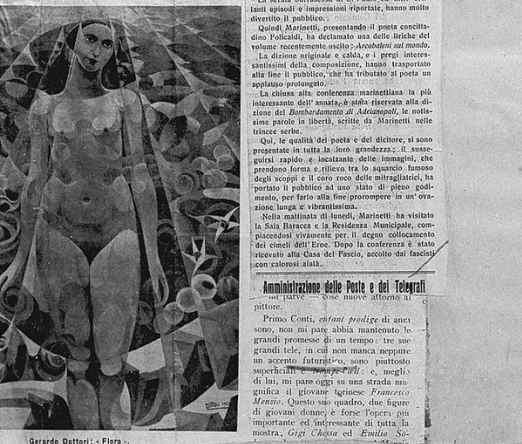 tanti episodi e impressioni riportate, hanno molto
divertito il pubblico.
Quindi Marinetti, presentando il poeta concittadi-
no Folicaldi, ha declamato una delle liriche del
volume recentemente uscito: Arcobaleni sul mondo.
La dizione originale e calda, e i pregi interes-
santissimi della composizione, hanno trasportato
alla fine il pubblico, che ha tributato al poeta un
applauso prolungato.
La chiusa alla conferenza marinettiana la più
interessante dell'annata, è stata riservata alla di-
zione del Bombardamento di Adrianopoli, le notis-
sime parole in libertà, scritte da Marinetti nelle
trincee serbe.
Qui, le qualità del poeta e del dicitore, si sono
presentate in tutta la loro grandezza; il susse-
guirsi rapido e incalzante delle immagini, che
prendono forma e rilievo tra lo squarcio fumoso
degli scoppi e il coro roco delle mitragliatrici, ha
portato il pubblico ad uno stato di pieno godi-
mento, per farlo alla fine prorompere in un'ova-
zione lunga e vibrantissima.
Nella mattinata di lunedì, Marinetti ha visitato
la Sala Baracca e la Residenza Municipale, com-
piacendosi vivamente per il degno collocamento
dei cimeli dell'Eroe. Dopo la conferenza è stato
ricevuto alla Casa del Fascio, accolto dai fascisti
con calorosi alalà.
Amministrazione delle Poste e dei Telegrafi
mi parve — cose nuove attorno al
pittore.
Primo Conti, enfant prodige di anni
sono, non mi pare abbia mantenuto le
grandi promesse di un tempo: tre sue
grandi tele, in cui non manca neppure
un accento futuristico, sono piuttosto
superficiali e
di lui, mi pare oggi su una strada ma-
gnifica il giovane torinese Francesco
Menzio. Questo suo quadro, due figure
di giovani donne, è forse l'opera più
importante ed interessante di tutta la
mostra, Gigi Chessa ed Emilio So-
Gerardo Dottori: « Flora ».